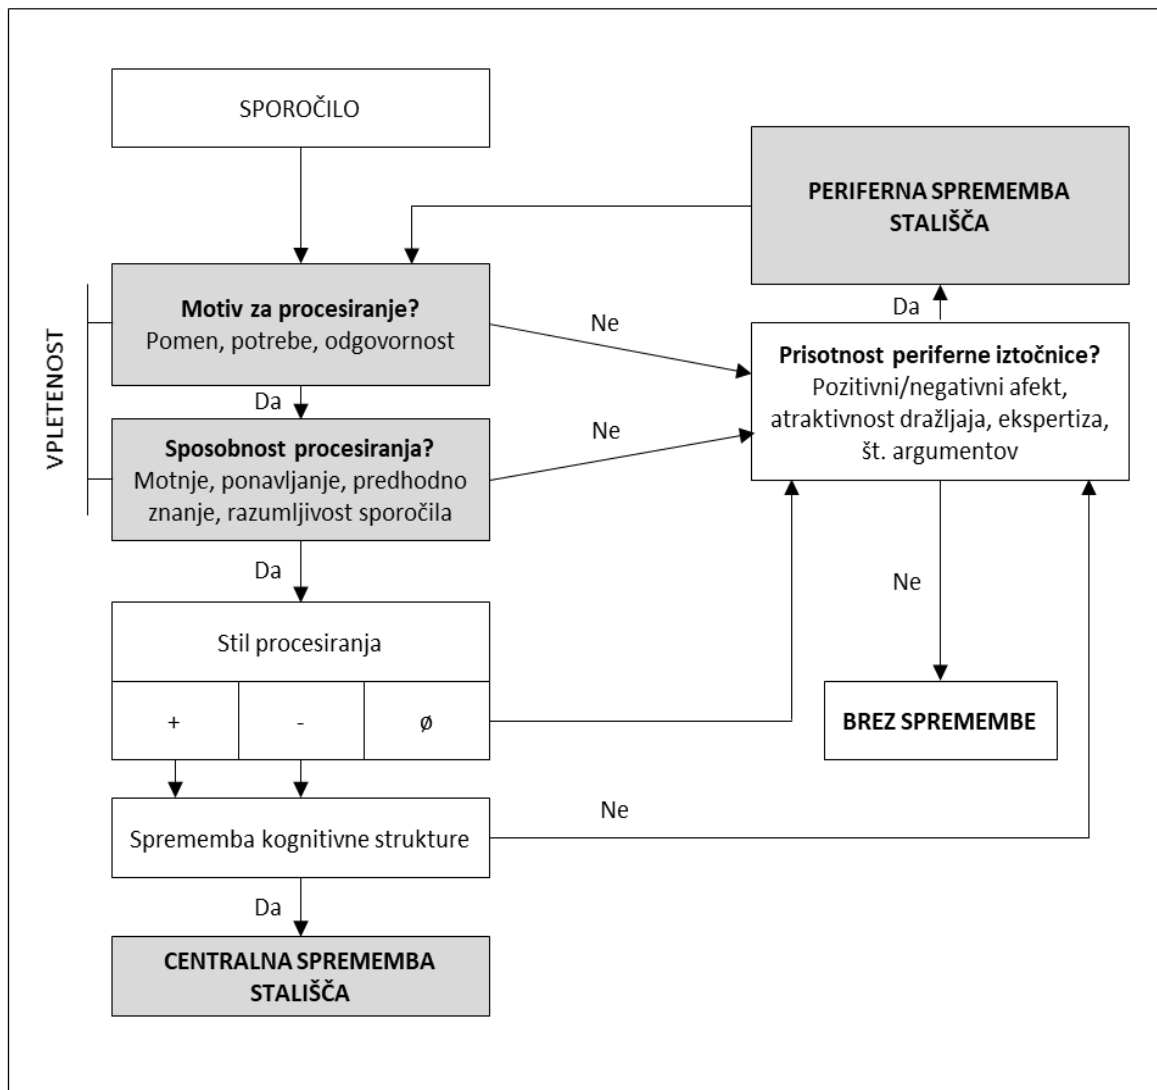 SPOROČILO
PERIFERNA SPREMEMBA
STALIŠČA
Motiv za procesiranje?
Pomen, potrebe, odgovornost
Ne
Da
Prisotnost periferne iztočnice?
Pozitivni/negativni afekt,
atraktivnost dražljaja, ekspertiza,
št. argumentov
VPLETENOST
Da
Ne
Sposobnost procesiranja?
Motnje, ponavljanje, predhodno
znanje, razumljivost sporočila
Da
Ne
Stil procesiranja
+
-
ø
BREZ SPREMEMBE
Sprememba kognitivne strukture
Ne
Da
CENTRALNA SPREMEMBA
STALIŠČA